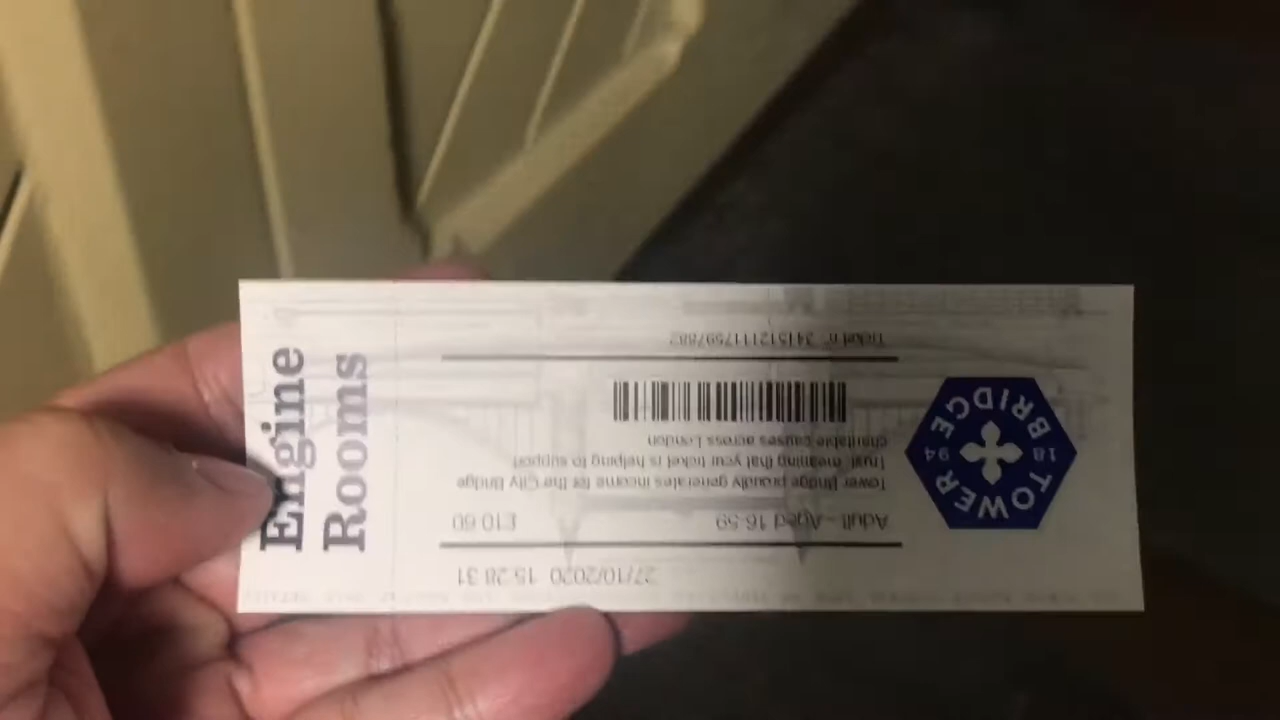 27/10/2020 15:28:31
Adult - Aged 16-59 £10.60
Tower Bridge proudly generates income for the City Bridge
Trust, meaning that your ticket is helping to support
charitable causes across London
Ticket n°
TOWER BRIDGE
18 94
Engine
Rooms